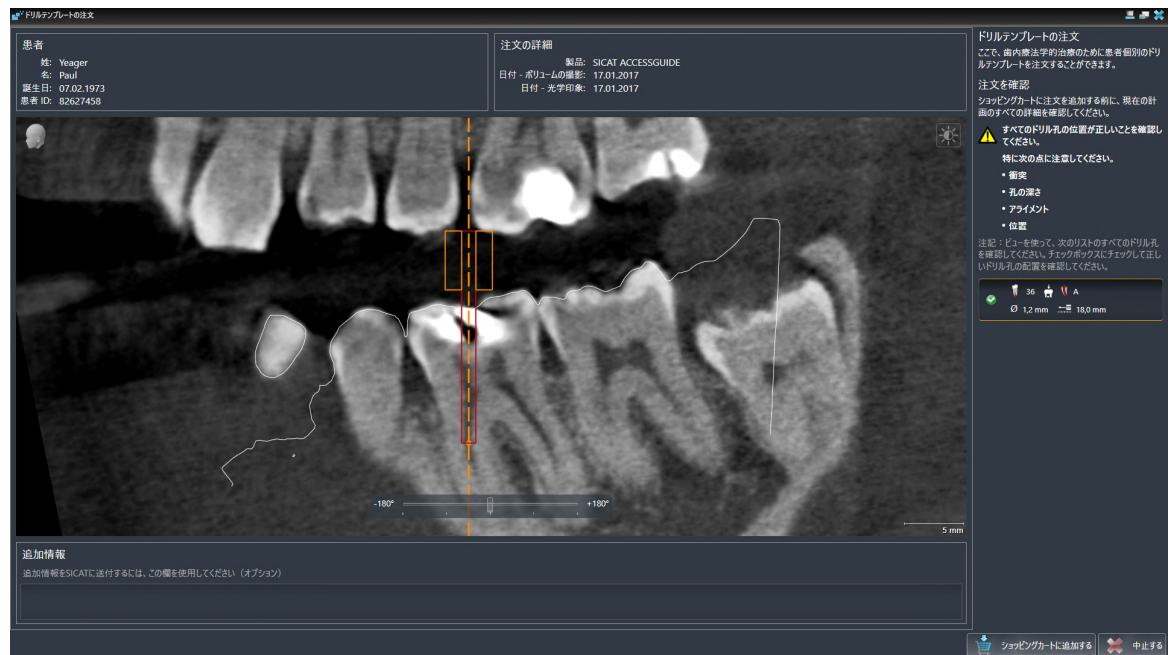 ドリルテンプレートの注文
患者
姓: Yeager
名: Paul
誕生日: 07.02.1973
患者 ID: 82627458
注文の詳細
製品: SICAT ACCESSGUIDE
日付 - ボリュームの撮影: 17.01.2017
日付 - 光学印象: 17.01.2017
-180°
+180°
5 mm
追加情報
追加情報をSICATに送付するには、この欄を使用してください（オプション）
ドリルテンプレートの注文
ここで、歯内療法学的治療のために患者個別のド
ルテンプレートを注文することができます。
注文を確認
ショッピングカートに注文を追加する前に、現在の計
画のすべての詳細を確認してください。
すべてのドリル孔の位置が正しいことを確認し
てください。
特に次の点に注意してください。
• 衝突
• 孔の深さ
• アライメント
• 位置
注記：ビューを使って、次のリストのすべてのドリル孔
を確認してください。チェックボックスにチェックして正し
いドリル孔の配置を確認してください。
36 A
Ø 1,2 mm 18,0 mm
ショッピングカートに追加する
中止する